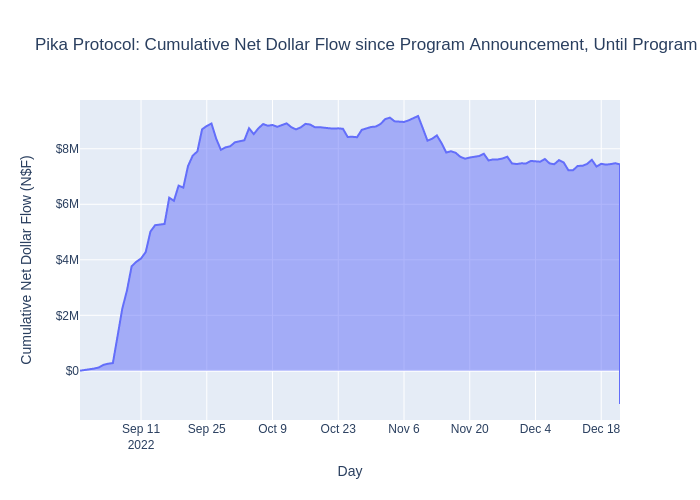 Pika Protocol: Cumulative Net Dollar Flow since Program Announcement, Until Program
Cumulative Net Dollar Flow (N$F)
$8M
$6M
$4M
$2M
$0
Sep 11 Sep 25 Oct 9 Oct 23 Nov 6 Nov 20 Dec 4 Dec 18
2022
Day